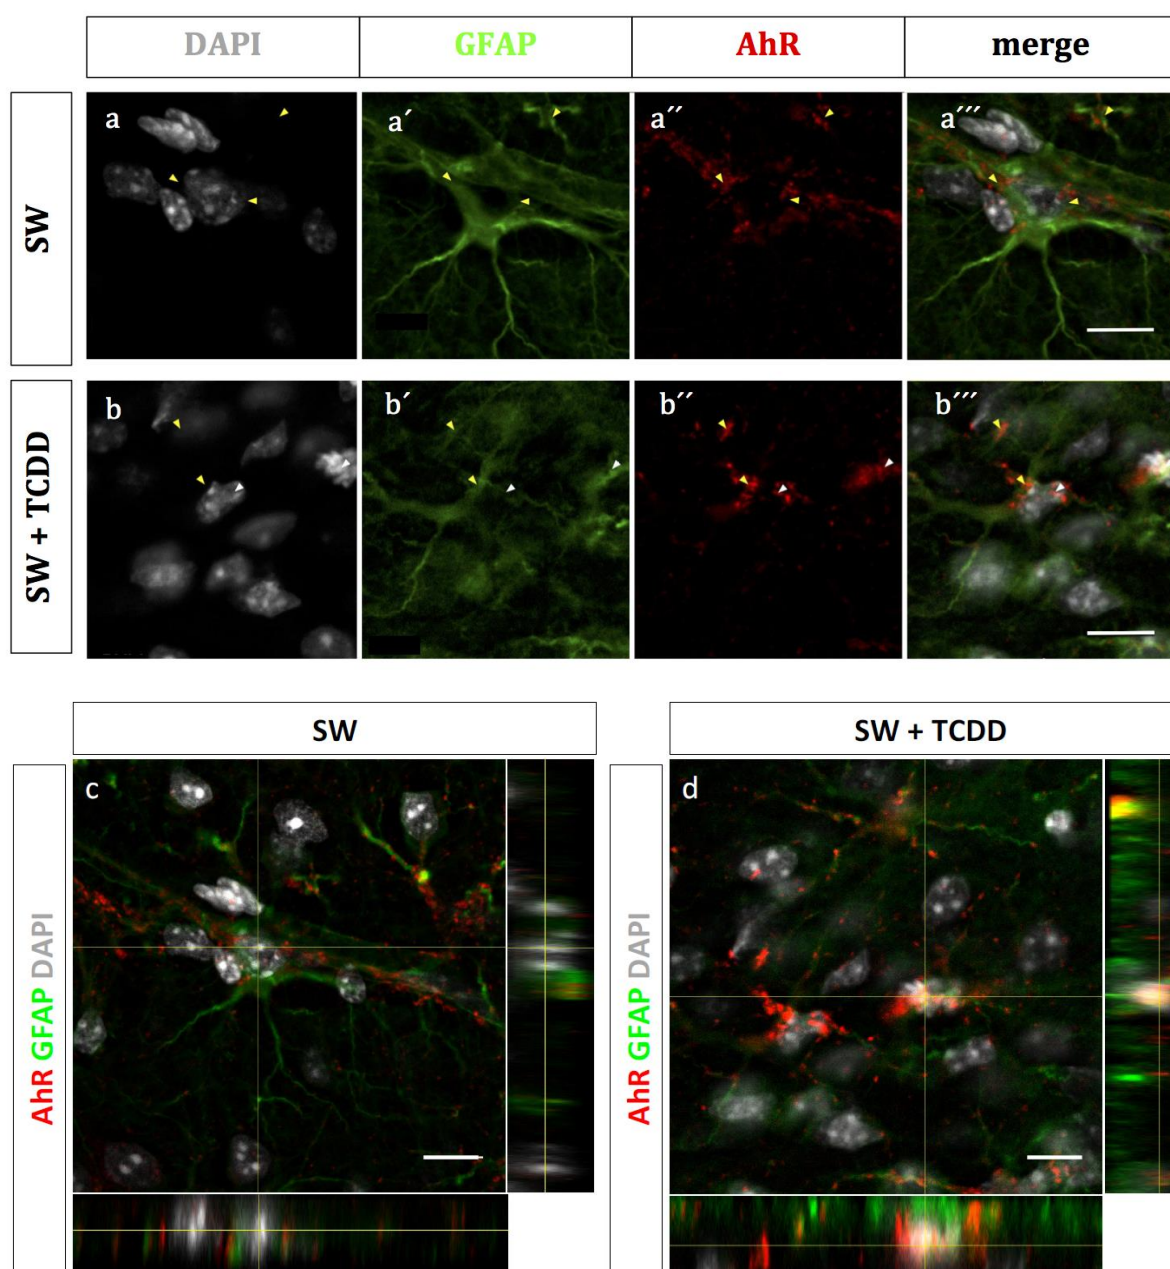 DAPI GFAP AhR merge
SW
a a´ a´´ a´´´
SW + TCDD
b b´ b´´ b´´´
SW
SW + TCDD
AhR GFAP DAPI
c
AhR GFAP DAPI
d